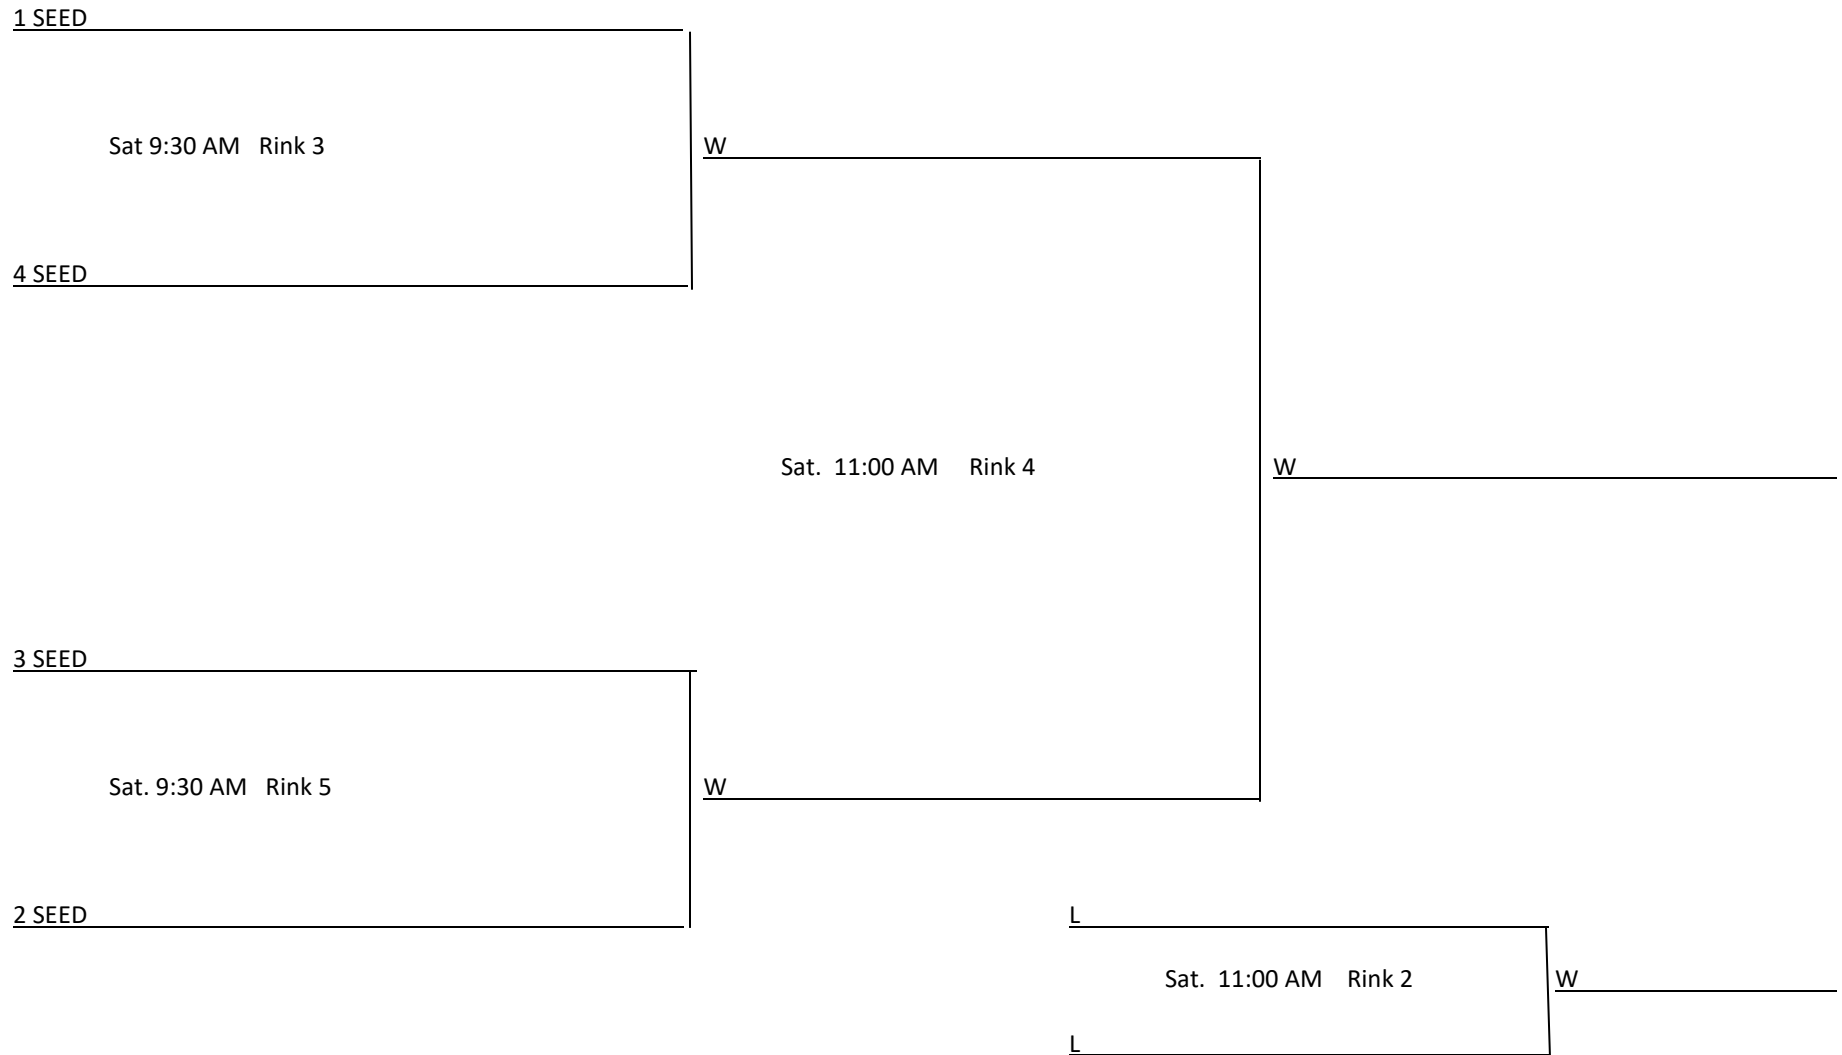 1 SEED
Sat 9:30 AM   Rink 3
W
4 SEED
Sat.  11:00 AM     Rink 4
W
3 SEED
Sat. 9:30 AM   Rink 5
W
2 SEED
L
Sat.  11:00 AM    Rink 2
W
L